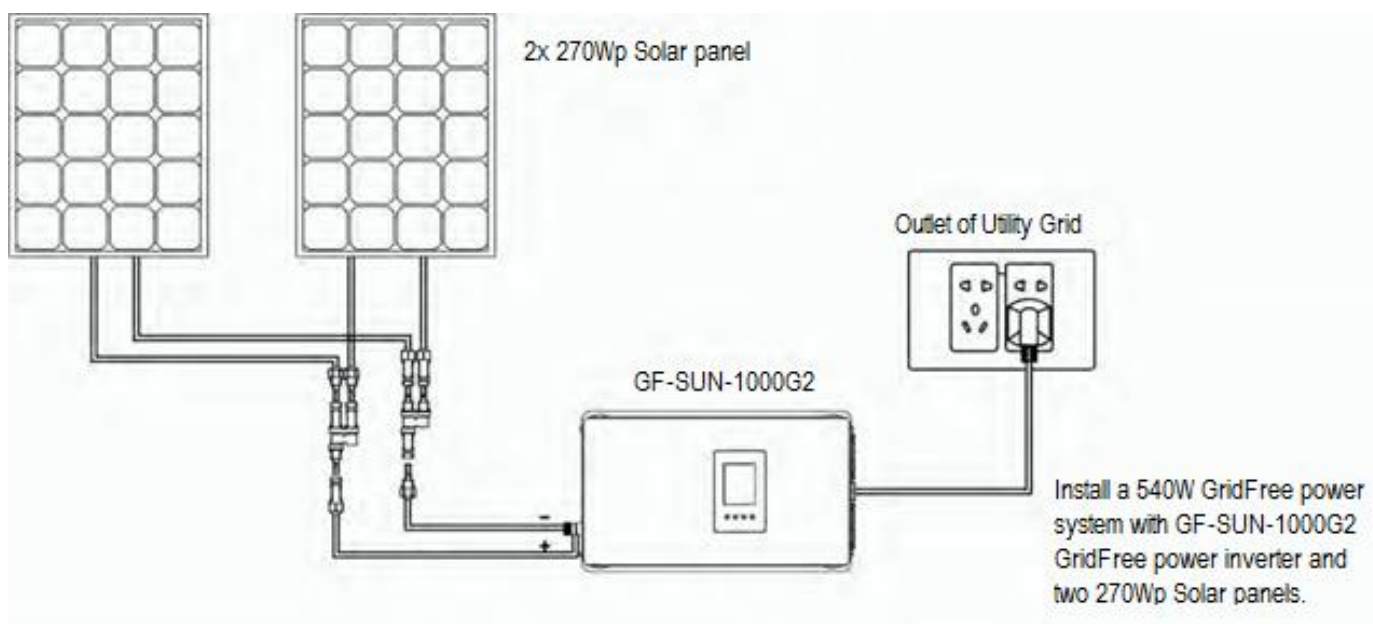 2x 270Wp Solar panel
Outlet of Utility Grid
GF-SUN-1000G2
-
+
Install a 540W GridFree power
system with GF-SUN-1000G2
GridFree power inverter and
two 270Wp Solar panels.